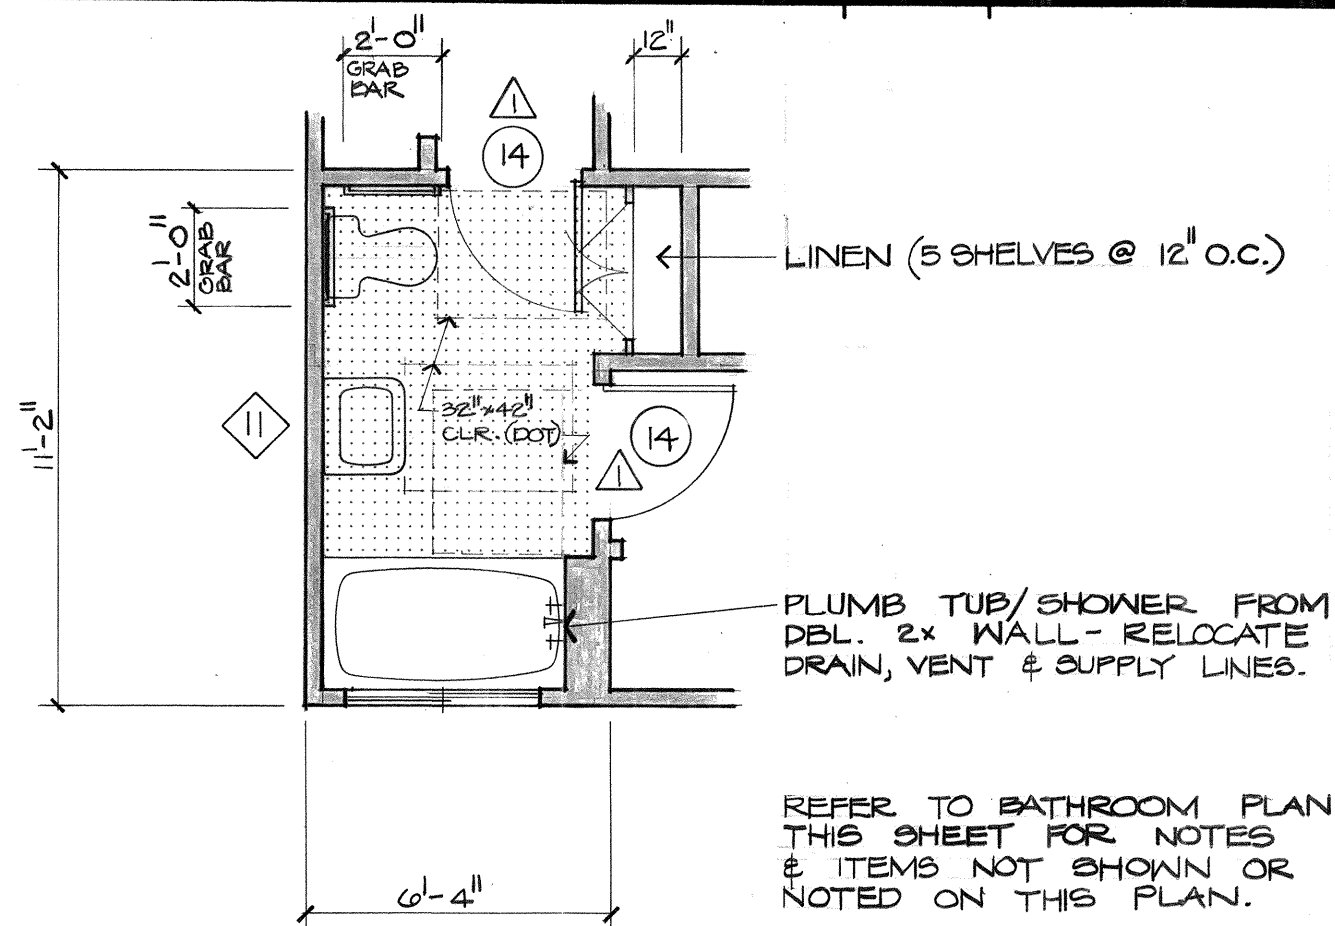 2'-0"
GRAB
BAR
12"
1
14
2'-0"
GRAB
BAR
LINEN (5 SHELVES @ 12" O.C.)
11'-2"
11
32"x42"
CLR. (DOT)
14
1
PLUMB TUB/SHOWER FROM
DBL. 2x WALL - RELOCATE
DRAIN, VENT & SUPPLY LINES.
REFER TO BATHROOM PLAN
THIS SHEET FOR NOTES
& ITEMS NOT SHOWN OR
NOTED ON THIS PLAN.
6'-4"